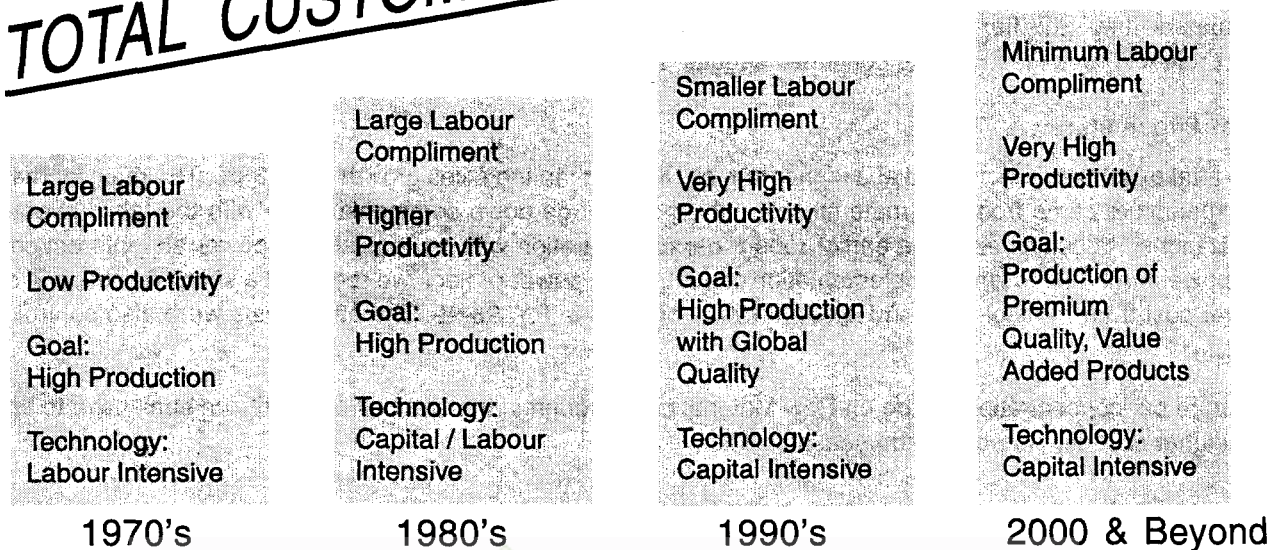 TOTAL
Large Labour
Compliment
Low Productivity
Goal:
High Production
Technology:
Labour Intensive
1970's
Large Labour
Compliment
Higher
Productivity
Goal:
High Production
Technology:
Capital / Labour
Intensive
1980's
Smaller Labour
Compliment
Very High
Productivity
Goal:
High Production
with Global
Quality
Technology:
Capital Intensive
1990's
Minimum Labour
Compliment
Very High
Productivity
Goal:
Production of
Premium
Quality, Value
Added Products
Technology:
Capital Intensive
2000 & Beyond